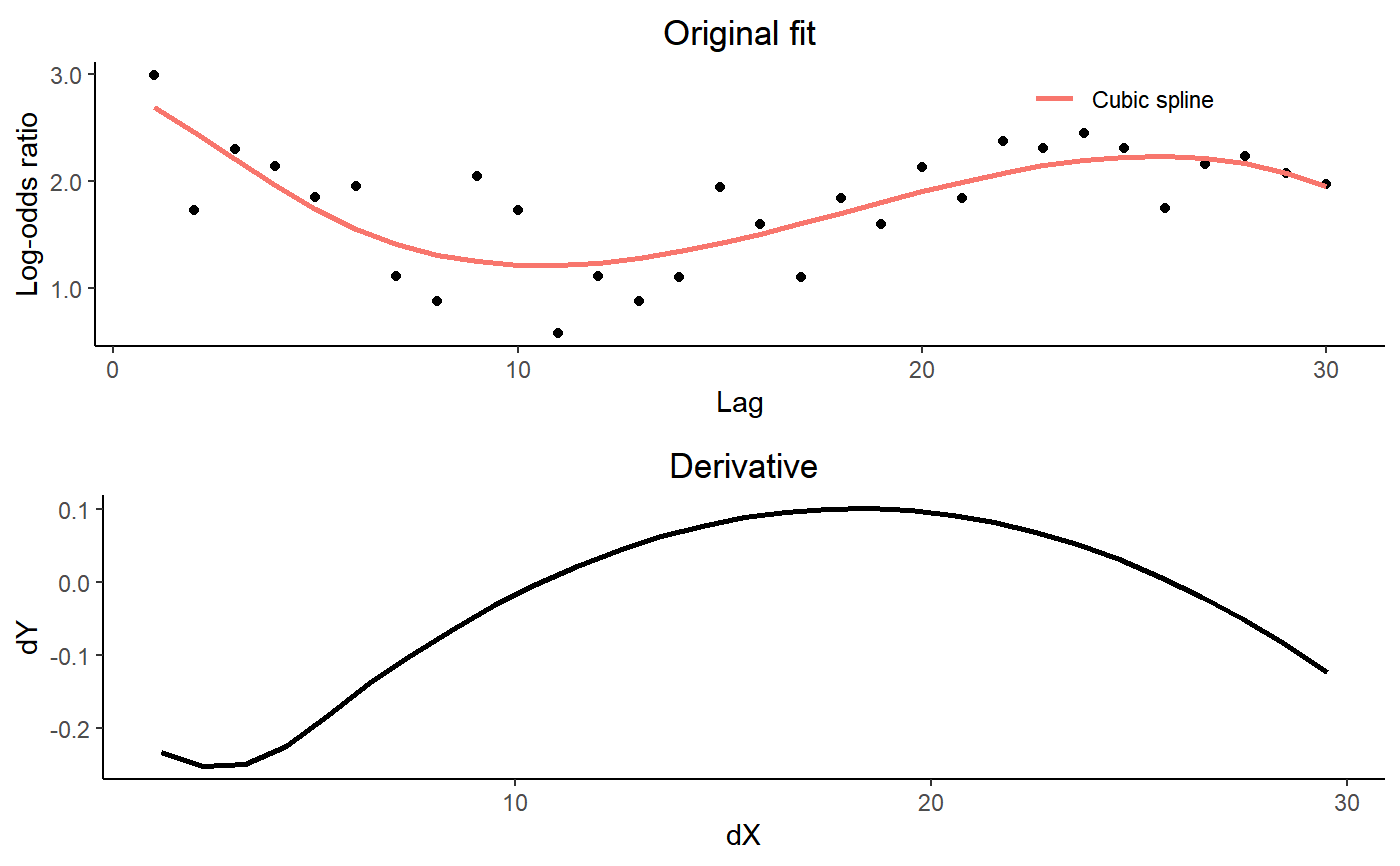 Original fit
3.0
2.0
1.0
Log-odds ratio
Cubic spline
0 10 20 30
Lag
Derivative
0.1
0.0
-0.1
-0.2
dY
10 20 30
dX